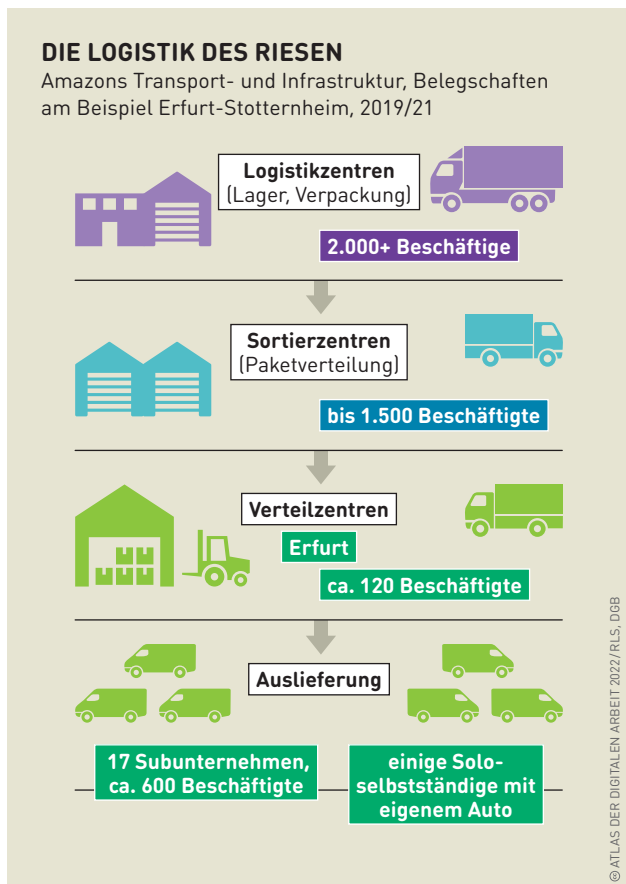 DIE LOGISTIK DES RIESEN
Amazons Transport- und Infrastruktur, Belegschaften
am Beispiel Erfurt-Stotternheim, 2019/21
Logistikzentren
(Lager, Verpackung)
2.000+ Beschäftige
Sortierzentren
(Paketverteilung)
bis 1.500 Beschäftigte
Verteilzentren
Erfurt
ca. 120 Beschäftigte
Auslieferung
17 Subunternehmen,
ca. 600 Beschäftigte
einige Solo-
selbstständige mit
eigenem Auto
ATLAS DER DIGITALEN ARBEIT 2022/RLS, DGB